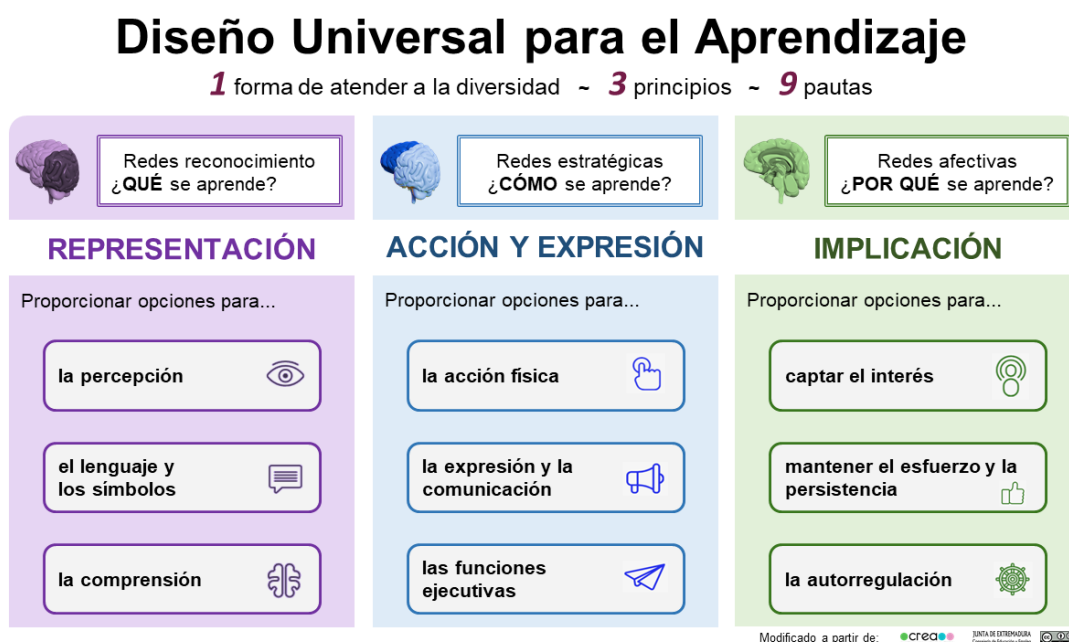 Diseño Universal para el Aprendizaje
1 forma de atender a la diversidad ~ 3 principios ~ 9 pautas
Redes reconocimiento
¿QUÉ se aprende?
REPRESENTACIÓN
Proporcionar opciones para...
la percepción
el lenguaje y
los símbolos
la comprensión
Redes estratégicas
¿CÓMO se aprende?
ACCIÓN Y EXPRESIÓN
Proporcionar opciones para...
la acción física
la expresión y la
comunicación
las funciones
ejecutivas
Redes afectivas
¿POR QUÉ se aprende?
IMPLICACIÓN
Proporcionar opciones para...
captar el interés
mantener el esfuerzo y la
persistencia
la autorregulación
Modificado a partir de:
crea
JUNTA DE EXTREMADURA